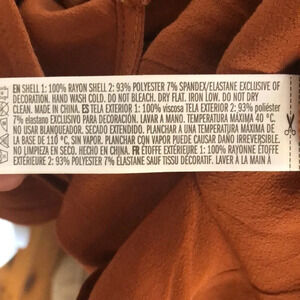 EN SHELL 1: 100% RAYON SHELL 2: 93% POLYESTER 7% SPANDEX/ELASTANE EXCLUSIVE OF
DECORATION. HAND WASH COLD. DO NOT BLEACH. DRY FLAT. IRON LOW. DO NOT DRY
CLEAN. MADE IN CHINA. ES TELA EXTERIOR 1: 100% viscosa TELA EXTERIOR 2: 93% poliéster
7% elastano EXCLUSIVO PARA DECORACIÓN. LAVAR A MANO. TEMPERATURA MÁXIMA 40 °C.
NO USAR BLANQUEADOR. SECADO EXTENDIDO. PLANCHAR A UNA TEMPERATURA MÁXIMA DE
LA BASE DE 110 °C, SIN VAPOR. PLANCHAR CON VAPOR PUEDE CAUSAR DAÑO IRREVERSIBLE.
NO LIMPIEZA EN SECO. HECHO EN CHINA. FR ÉTOFFE EXTÉRIEURE 1: 100% RAYONNE ÉTOFFE
EXTÉRIEURE 2: 93% POLYESTER 7% ÉLASTANNE SAUF TISSU DÉCORATIF. LAVER À LA MAIN À